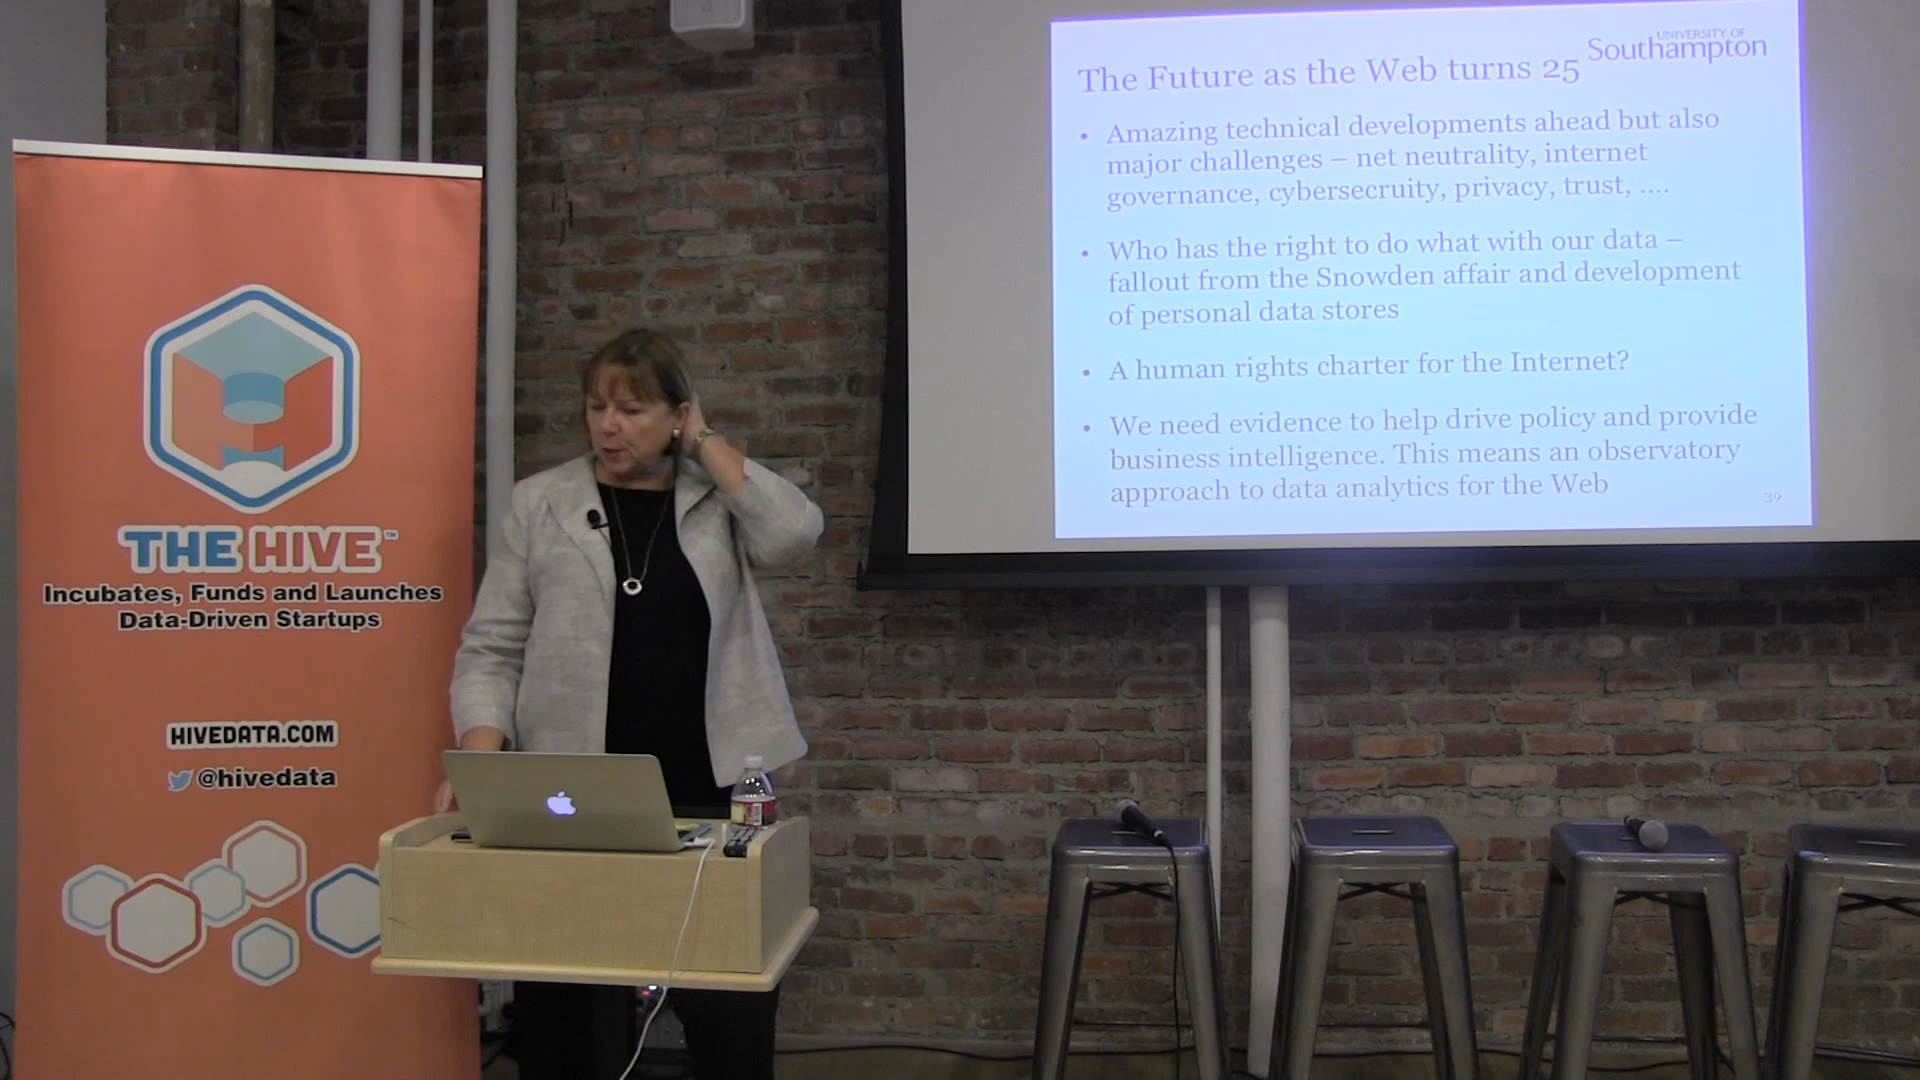 THE HIVE™
Incubates, Funds and Launches
Data-Driven Startups
HIVEDATA.COM
@hivedata
UNIVERSITY OF
Southampton
The Future as the Web turns 25
• Amazing technical developments ahead but also
major challenges – net neutrality, internet
governance, cybersecruity, privacy, trust, ….
• Who has the right to do what with our data –
fallout from the Snowden affair and development
of personal data stores
• A human rights charter for the Internet?
• We need evidence to help drive policy and provide
business intelligence. This means an observatory
approach to data analytics for the Web
39